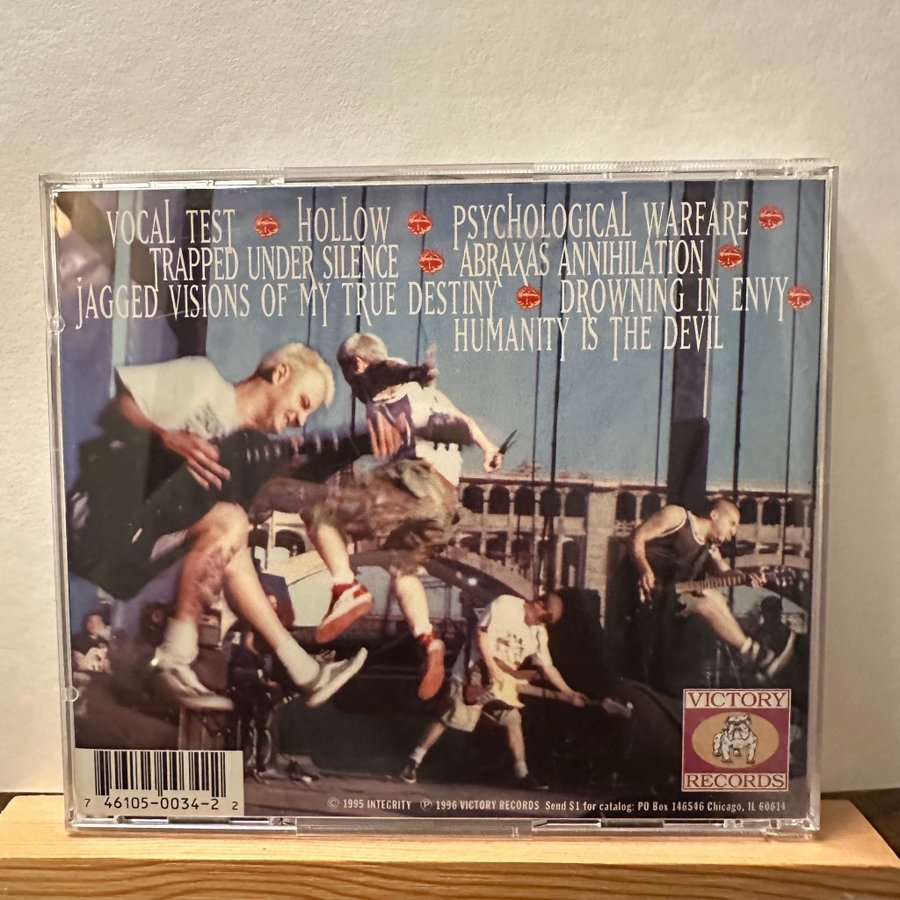 VOCAL TEST HOLLOW PSYCHOLOGICAL WARFARE
TRAPPED UNDER SILENCE ABRAXAS ANNIHILATION
JAGGED VISIONS OF MY TRUE DESTINY DROWNING IN ENVY
HUMANITY IS THE DEVIL
VICTORY
RECORDS
7 46105-0034-2 2
© 1995 INTEGRITY ℗ 1996 VICTORY RECORDS Send $1 for catalog: PO Box 146546 Chicago, IL 60614